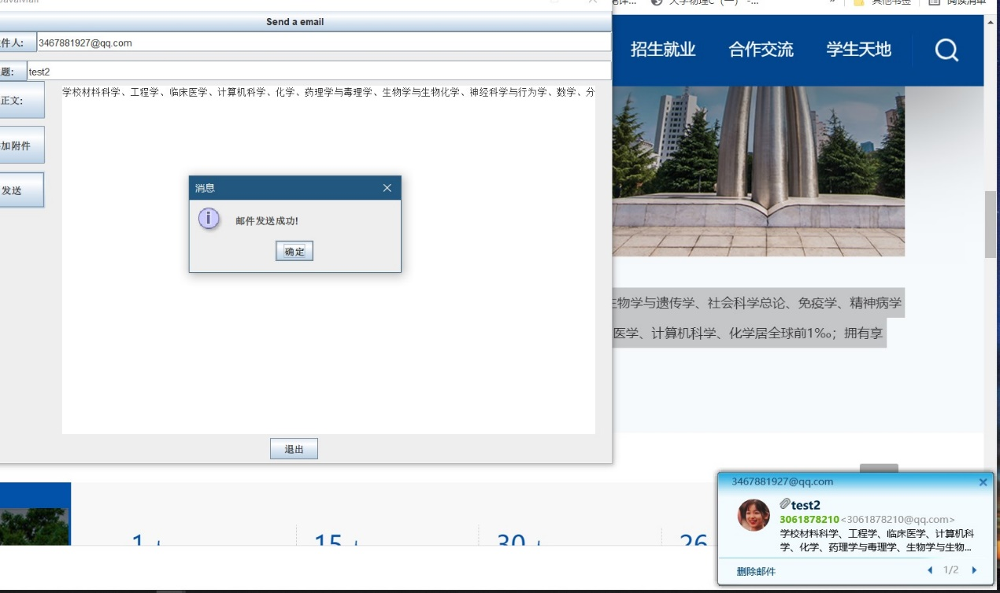 Send a email
件人:
3467881927@qq.com
题:
test2
正文:
学校材料科学、工程学、临床医学、计算机科学、化学、药理学与毒理学、生物学与生物化学、神经科学与行为学、数学、分
加附件
发送
消息
邮件发送成功!
确定
退出
其他书签
阅读清单
招生就业
合作交流
学生天地
物学与遗传学、社会科学总论、免疫学、精神病学
医学、计算机科学、化学居全球前1‰；拥有享
1
15
30
26
3467881927@qq.com
test2
3061878210<3061878210@qq.com>
学校材料科学、工程学、临床医学、计算机科
学、化学、药理学与毒理学、生物学与生物...
删除邮件
1/2